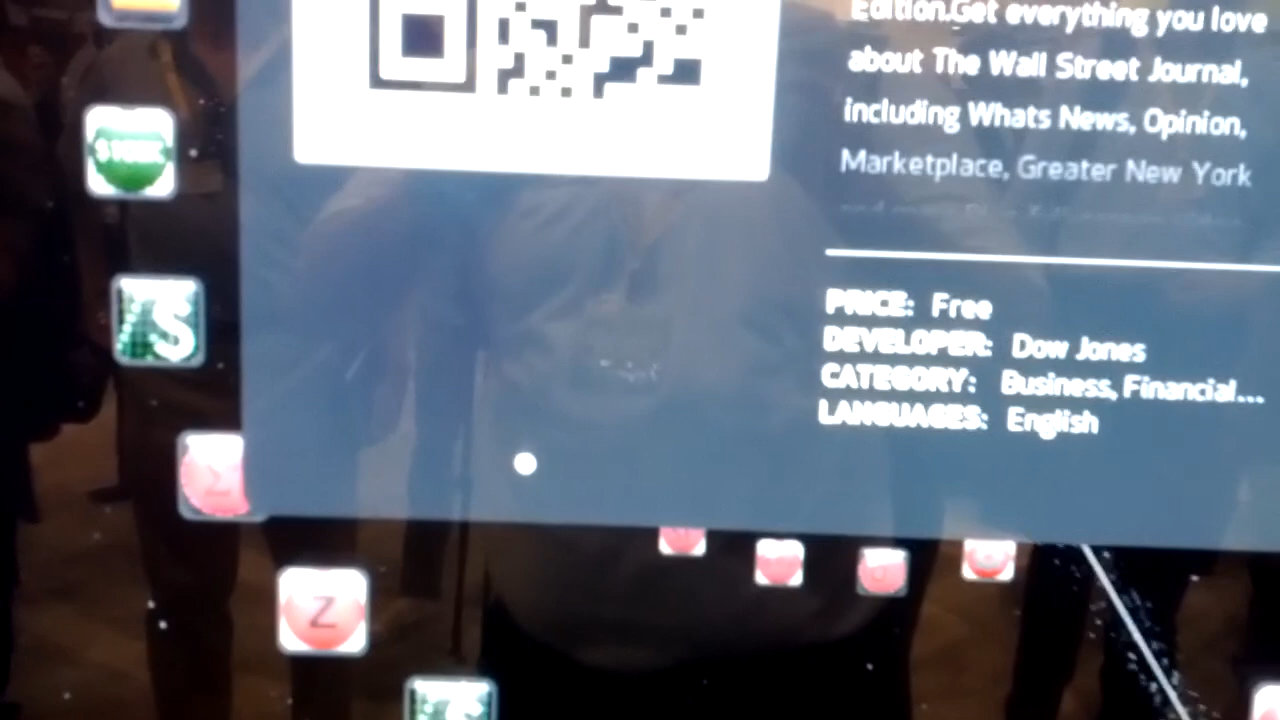 Edition.Get everything you love
about The Wall Street Journal,
including Whats News, Opinion,
Marketplace, Greater New York
PRICE: Free
DEVELOPER: Dow Jones
CATEGORY: Business, Financial...
LANGUAGES: English
S
Z